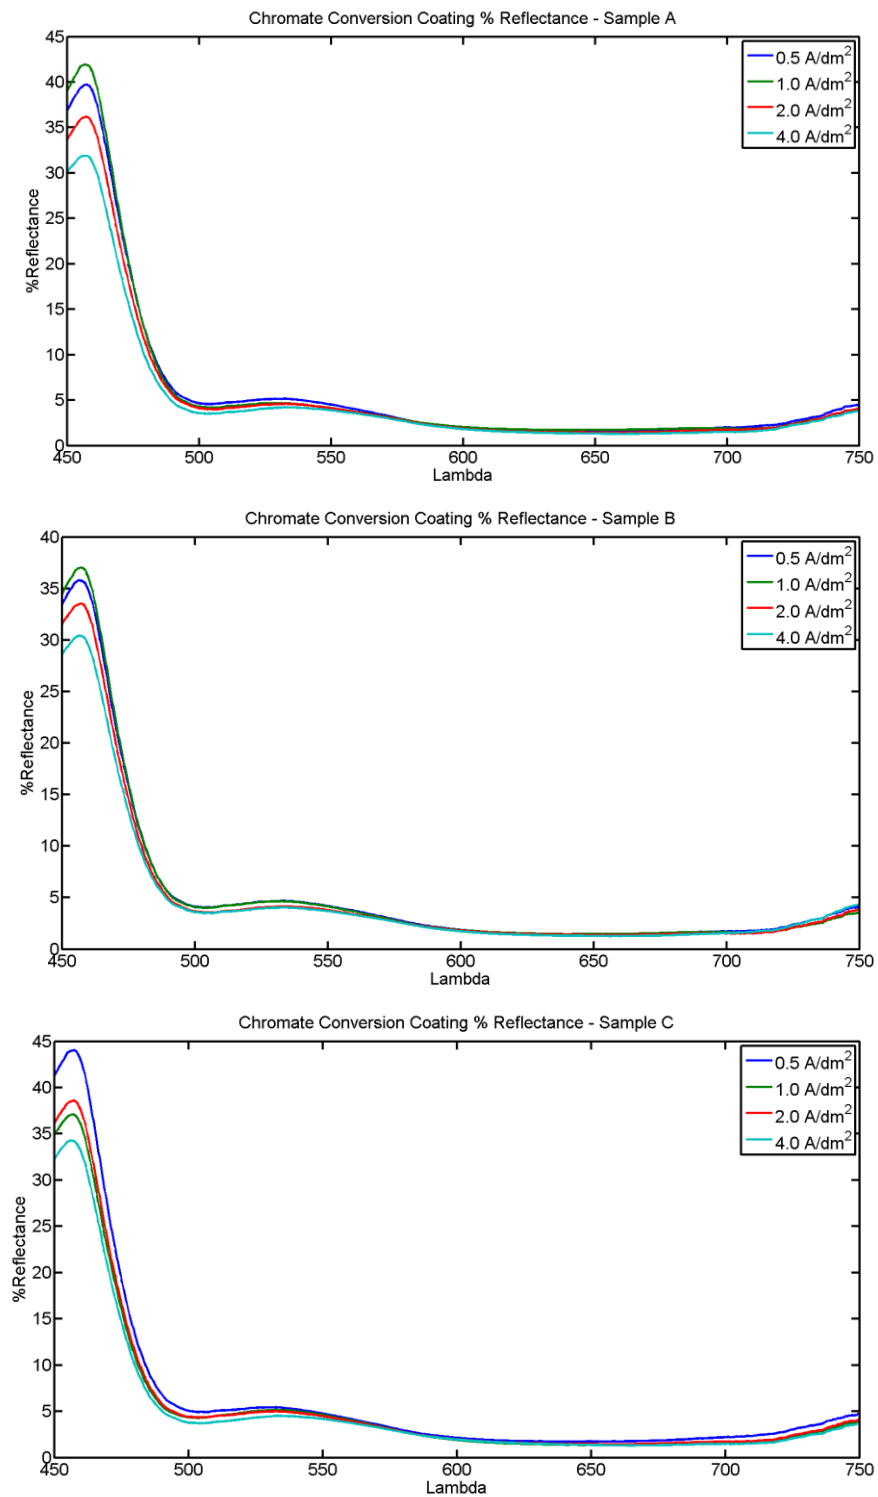 Chromate Conversion Coating % Reflectance - Sample A
45
40
35
30
25
20
15
10
5
0
%Reflectance
0.5 A/dm²
1.0 A/dm²
2.0 A/dm²
4.0 A/dm²
450 500 550 600 650 700 750
Lambda
Chromate Conversion Coating % Reflectance - Sample B
40
35
30
25
20
15
10
5
0
%Reflectance
0.5 A/dm²
1.0 A/dm²
2.0 A/dm²
4.0 A/dm²
450 500 550 600 650 700 750
Lambda
Chromate Conversion Coating % Reflectance - Sample C
45
40
35
30
25
20
15
10
5
0
%Reflectance
0.5 A/dm²
1.0 A/dm²
2.0 A/dm²
4.0 A/dm²
450 500 550 600 650 700 750
Lambda